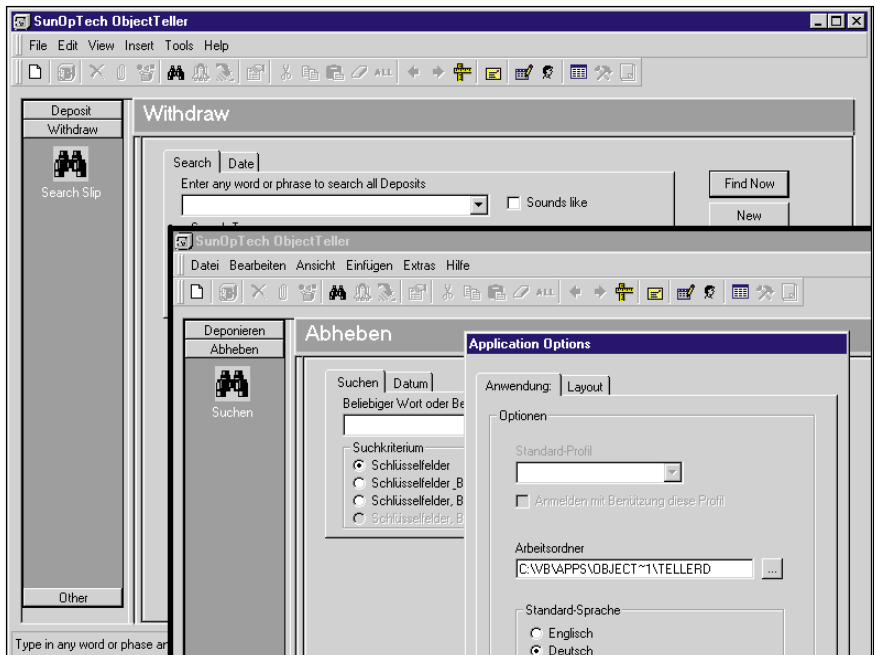 SunOpTech ObjectTeller
File Edit View Insert Tools Help
ALL
Deposit
Withdraw
Search Slip
Other
Withdraw
Search Date
Enter any word or phrase to search all Deposits
Sounds like
Find Now
New
Type in any word or phase
SunOpTech ObjectTeller
Datei Bearbeiten Ansicht Einfügen Extras Hilfe
ALL
Deponieren
Abheben
Suchen
Abheben
Suchen Datum
Beliebiger Wort oder Be
Suchkriterium
Schlüsselfelder
Schlüsselfelder
Schlüsselfelder, B
Schlüsselfelder, B
Application Options
Anwendung: Layout
Optionen
Standard-Profil
Anmelden mit Benützung diese Profil
Arbeitsordner
C:\VB\APPS\OBJECT~1\TELLERD
...
Standard-Sprache
Englisch
Deutsch